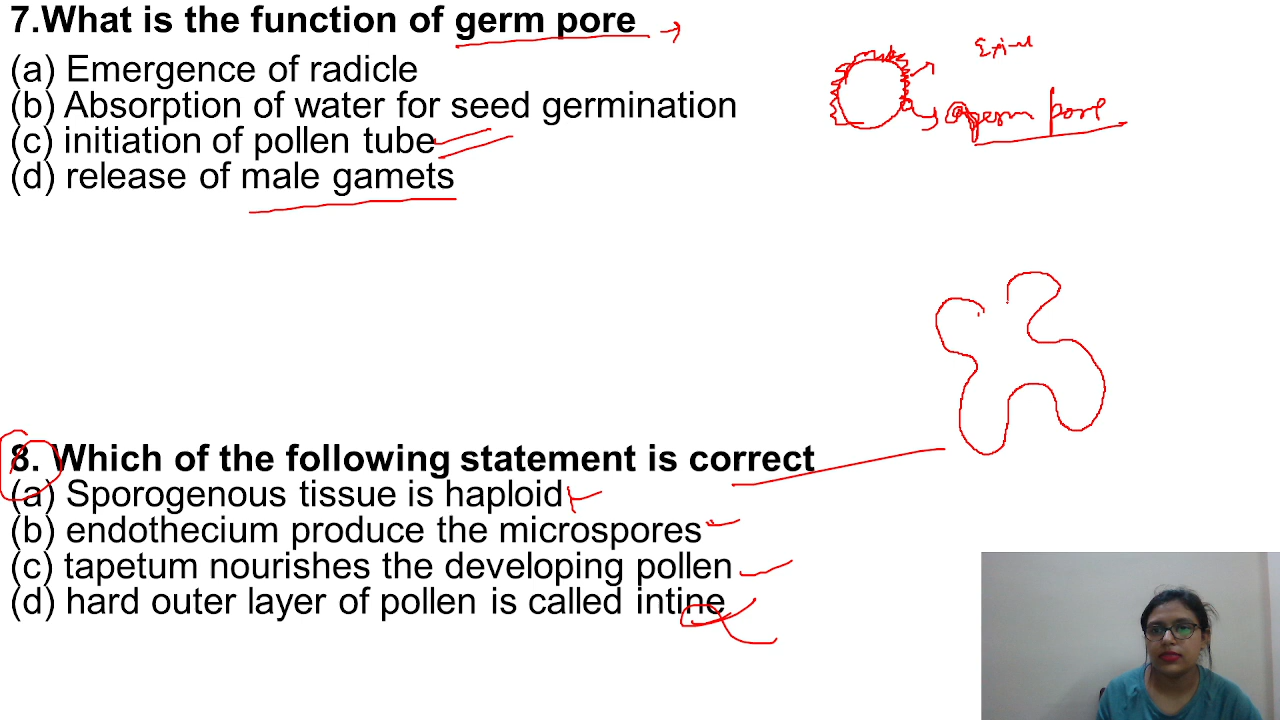 7.What is the function of germ pore
(a) Emergence of radicle
(b) Absorption of water for seed germination
(c) initiation of pollen tube
(d) release of male gamets
germ pore
8. Which of the following statement is correct
(a) Sporogenous tissue is haploid
(b) endothecium produce the microspores
(c) tapetum nourishes the developing pollen
(d) hard outer layer of pollen is called intine